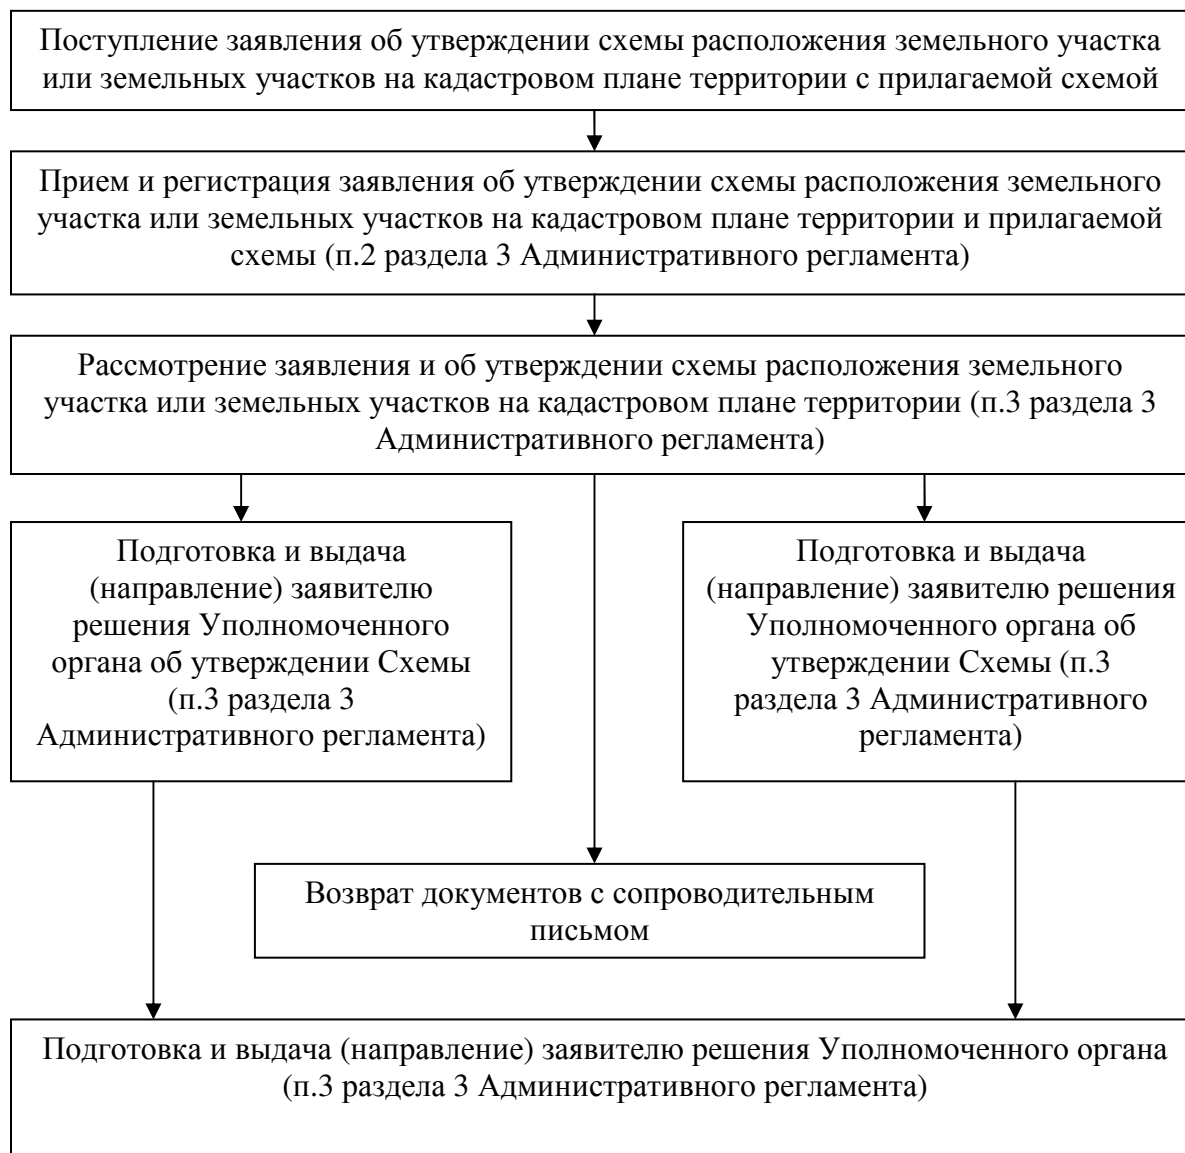 Поступление заявления об утверждении схемы расположения земельного участка
или земельных участков на кадастровом плане территории с прилагаемой схемой
Прием и регистрация заявления об утверждении схемы расположения земельного
участка или земельных участков на кадастровом плане территории и прилагаемой
схемы (п.2 раздела 3 Административного регламента)
Рассмотрение заявления и об утверждении схемы расположения земельного
участка или земельных участков на кадастровом плане территории (п.3 раздела 3
Административного регламента)
Подготовка и выдача
(направление) заявителю
решения Уполномоченного
органа об утверждении Схемы
(п.3 раздела 3
Административного регламента)
Подготовка и выдача
(направление) заявителю решения
Уполномоченного органа об
утверждении Схемы (п.3
раздела 3 Административного
регламента)
Возврат документов с сопроводительным
письмом
Подготовка и выдача (направление) заявителю решения Уполномоченного органа
(п.3 раздела 3 Административного регламента)